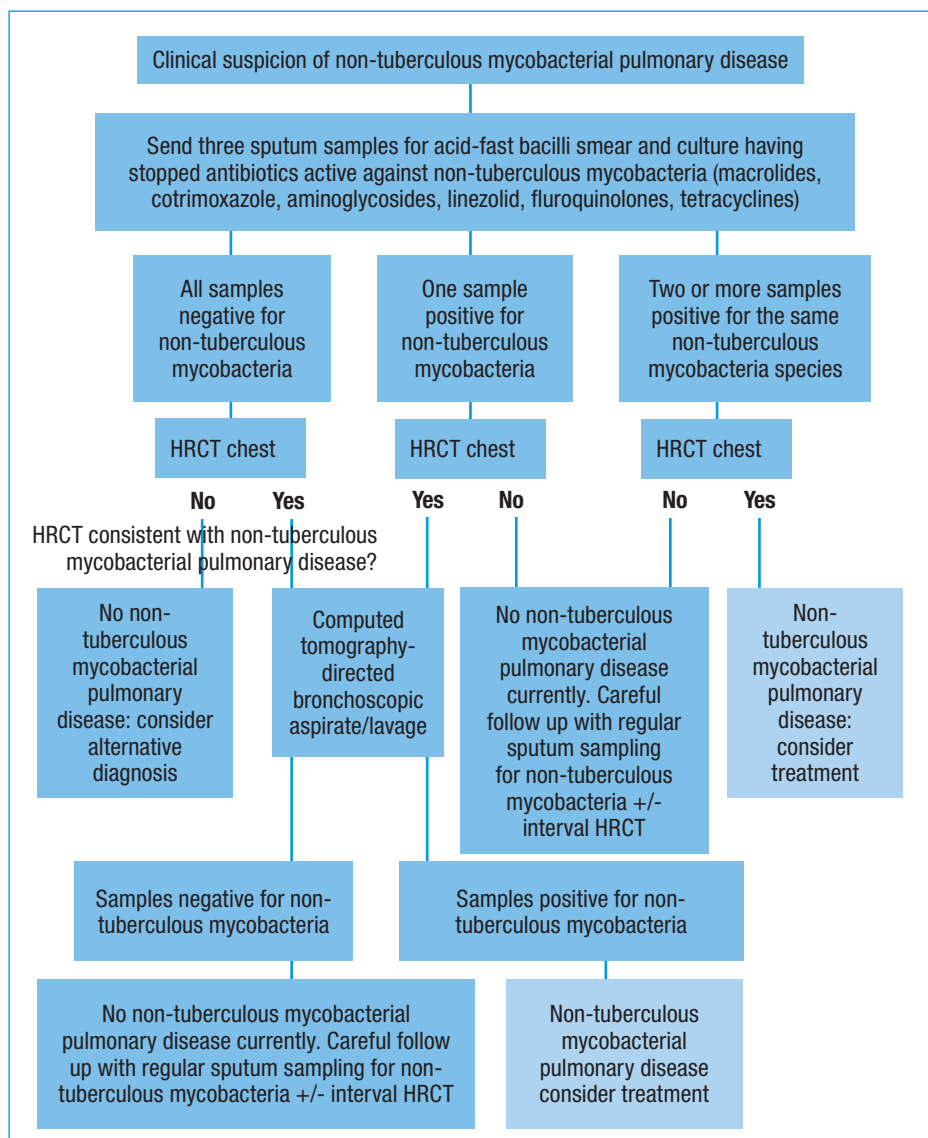 Clinical suspicion of non-tuberculous mycobacterial pulmonary disease
Send three sputum samples for acid-fast bacilli smear and culture having
stopped antibiotics active against non-tuberculous mycobacteria (macrolides,
cotrimoxazole, aminoglycosides, linezolid, fluroquinolones, tetracyclines)
All samples
negative for
non-tuberculous
mycobacteria
One sample
positive for
non-tuberculous
mycobacteria
Two or more samples
positive for the same
non-tuberculous
mycobacteria species
HRCT chest
HRCT chest
HRCT chest
No
Yes
Yes
No
No
Yes
HRCT consistent with non-tuberculous
mycobacterial pulmonary disease?
No non-
tuberculous
mycobacterial
pulmonary
disease: consider
alternative
diagnosis
Computed
tomography-
directed
bronchoscopic
aspirate/lavage
No non-tuberculous
mycobacterial
pulmonary disease
currently. Careful
follow up with regular
sputum sampling
for non-tuberculous
mycobacteria +/-
interval HRCT
Non-
tuberculous
mycobacterial
pulmonary
disease:
consider
treatment
Samples negative for non-
tuberculous mycobacteria
Samples positive for non-
tuberculous mycobacteria
No non-tuberculous mycobacterial
pulmonary disease currently. Careful follow
up with regular sputum sampling for non-
tuberculous mycobacteria +/- interval HRCT
Non-tuberculous
mycobacterial
pulmonary disease
consider treatment